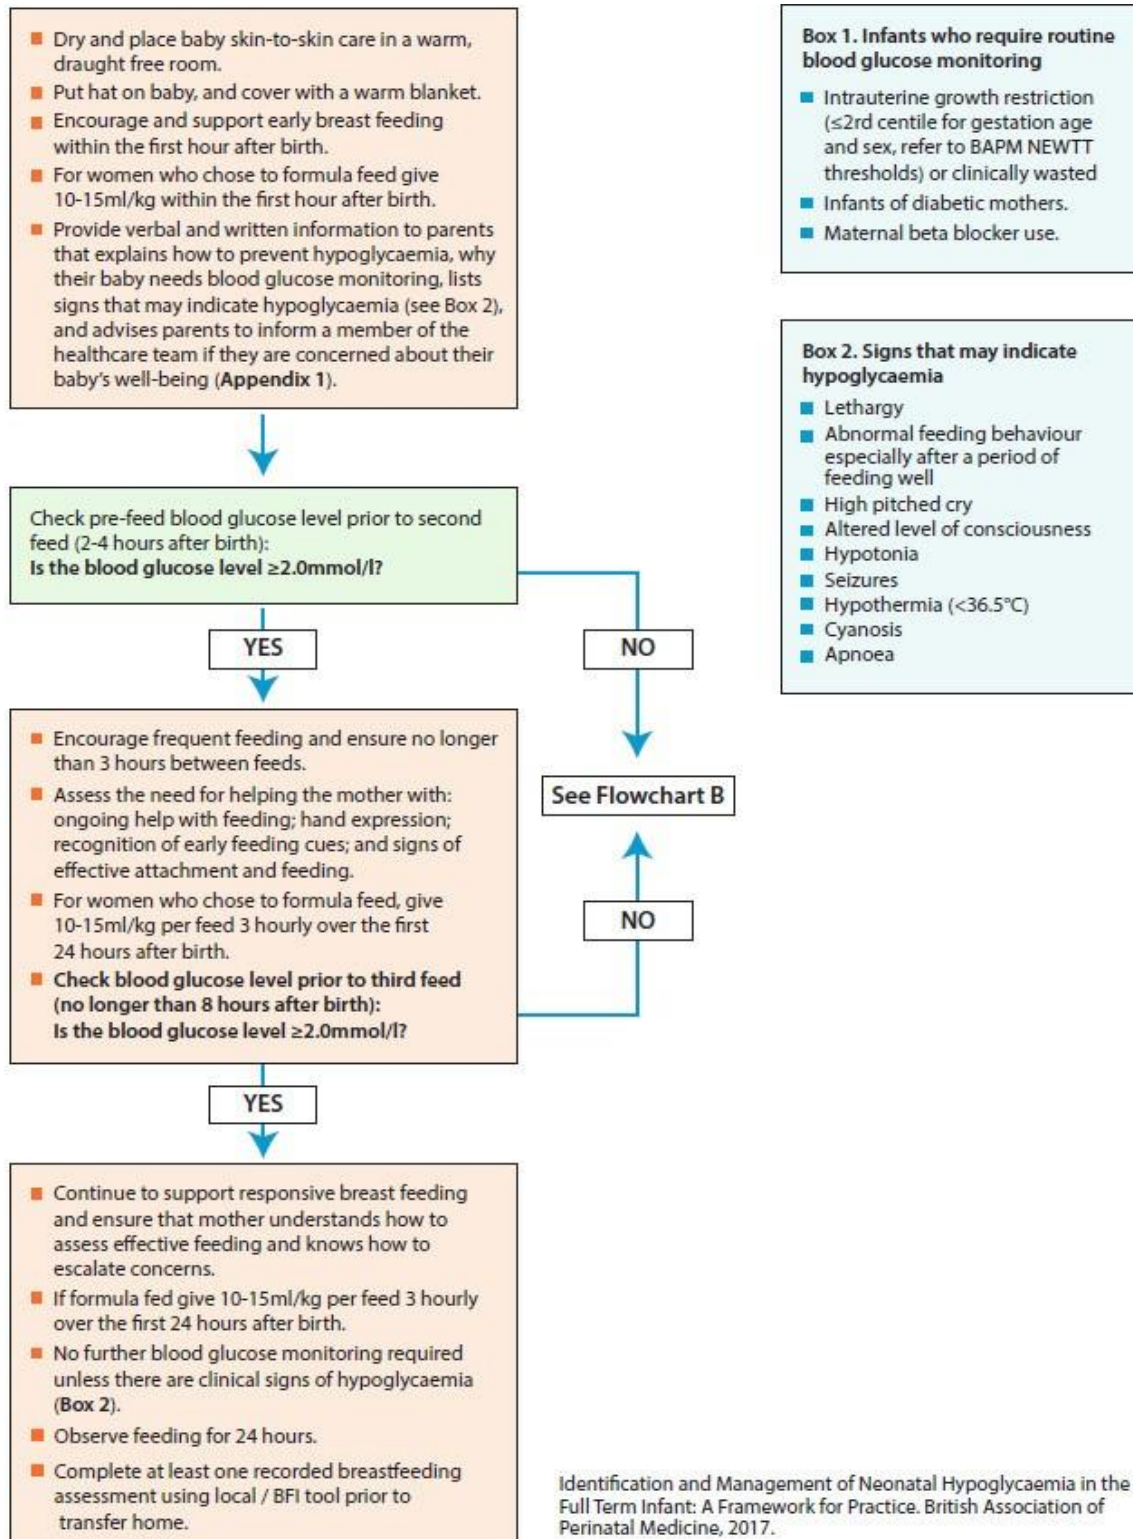 Dry and place baby skin-to-skin care in a warm,
draught free room.
Put hat on baby, and cover with a warm blanket.
Encourage and support early breast feeding
within the first hour after birth.
For women who chose to formula feed give
10-15ml/kg within the first hour after birth.
Provide verbal and written information to parents
that explains how to prevent hypoglycaemia, why
their baby needs blood glucose monitoring, lists
signs that may indicate hypoglycaemia (see Box 2),
and advises parents to inform a member of the
healthcare team if they are concerned about their
baby's well-being (Appendix 1).
Check pre-feed blood glucose level prior to second
feed (2-4 hours after birth):
Is the blood glucose level ≥2.0mmol/l?
YES
NO
Encourage frequent feeding and ensure no longer
than 3 hours between feeds.
Assess the need for helping the mother with:
ongoing help with feeding; hand expression;
recognition of early feeding cues; and signs of
effective attachment and feeding.
For women who chose to formula feed, give
10-15ml/kg per feed 3 hourly over the first
24 hours after birth.
Check blood glucose level prior to third feed
(no longer than 8 hours after birth):
Is the blood glucose level ≥2.0mmol/l?
See Flowchart B
NO
YES
Continue to support responsive breast feeding
and ensure that mother understands how to
assess effective feeding and knows how to
escalate concerns.
If formula fed give 10-15ml/kg per feed 3 hourly
over the first 24 hours after birth.
No further blood glucose monitoring required
unless there are clinical signs of hypoglycaemia
(Box 2).
Observe feeding for 24 hours.
Complete at least one recorded breastfeeding
assessment using local / BFI tool prior to
transfer home.
Box 1. Infants who require routine
blood glucose monitoring
Intrauterine growth restriction
(≤2rd centile for gestation age
and sex, refer to BAPM NEWTT
thresholds) or clinically wasted
Infants of diabetic mothers.
Maternal beta blocker use.
Box 2. Signs that may indicate
hypoglycaemia
Lethargy
Abnormal feeding behaviour
especially after a period of
feeding well
High pitched cry
Altered level of consciousness
Hypotonia
Seizures
Hypothermia (<36.5°C)
Cyanosis
Apnoea
Identification and Management of Neonatal Hypoglycaemia in the
Full Term Infant: A Framework for Practice. British Association of
Perinatal Medicine, 2017.